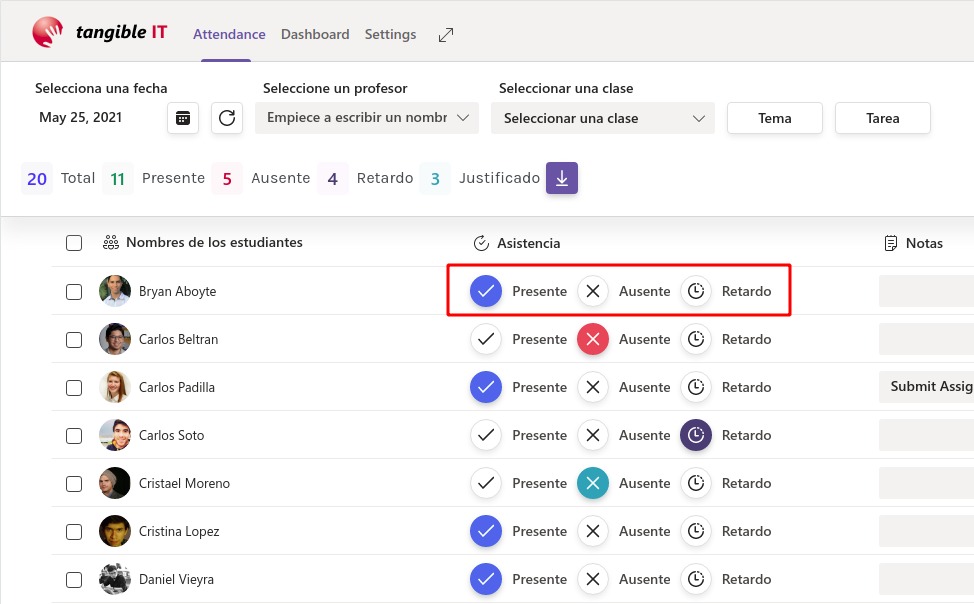 tangible IT Attendance Dashboard Settings
Selecciona una fecha Seleccione un profesor Seleccionar una clase
May 25, 2021 Empiece a escribir un nombr Seleccionar una clase Tema Tarea
20 Total 11 Presente 5 Ausente 4 Retardo 3 Justificado
Nombres de los estudiantes Asistencia Notas
Bryan Aboyte Presente Ausente Retardo
Carlos Beltran Presente Ausente Retardo
Carlos Padilla Presente Ausente Retardo Submit Assig
Carlos Soto Presente Ausente Retardo
Cristael Moreno Presente Ausente Retardo
Cristina Lopez Presente Ausente Retardo
Daniel Vieyra Presente Ausente Retardo